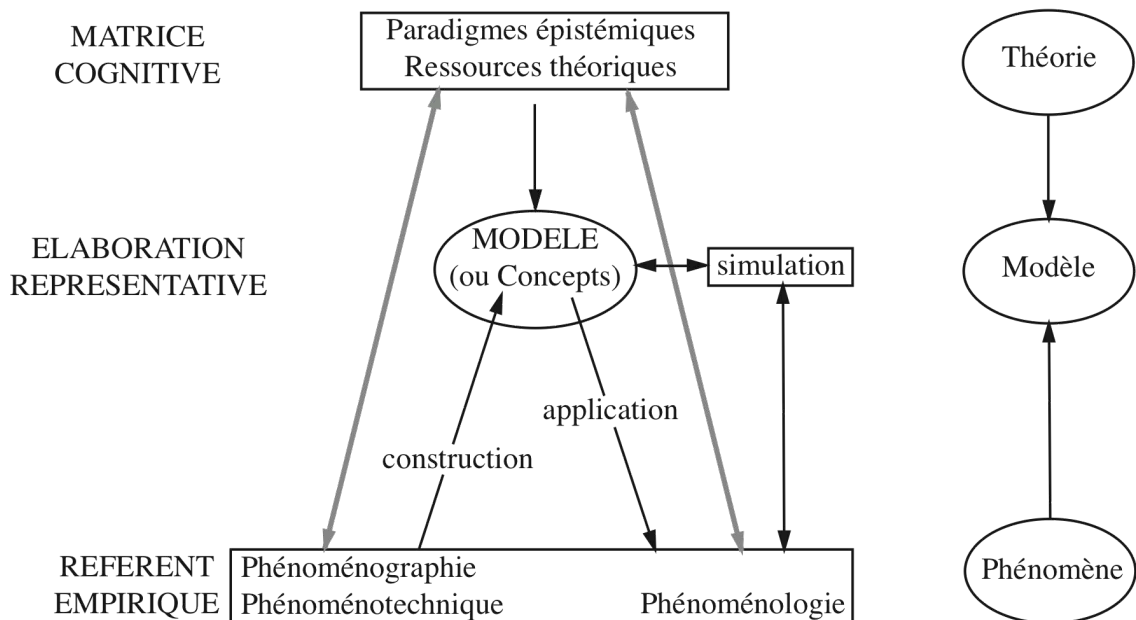 MATRICE
COGNITIVE
Paradigmes épistémiques
Ressources théoriques
Théorie
ELABORATION
REPRESENTATIVE
MODELE
(ou Concepts)
simulation
Modèle
application
construction
REFERENT
EMPIRIQUE
Phénoménographie
Phénoménotechnique
Phénoménologie
Phénomène